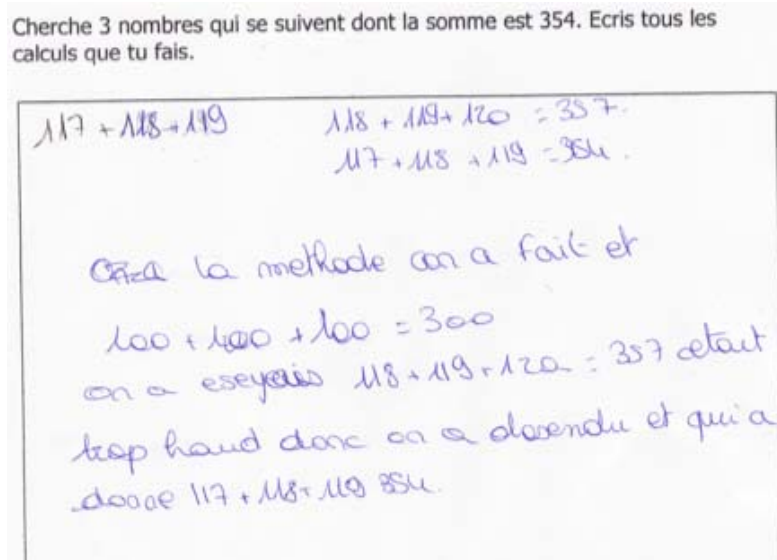 Cherche 3 nombres qui se suivent dont la somme est 354. Ecris tous les
calculs que tu fais.
117 + 118 + 119
118 + 119 + 120 = 357.
117 + 118 + 119 = 354.
la methode on a fait et
100 + 100 + 100 = 300
on a eseyais 118 + 119 + 120 = 357 cetait
trop haud donc on a dosendu et qui a
donne 117 + 118 + 119 354.